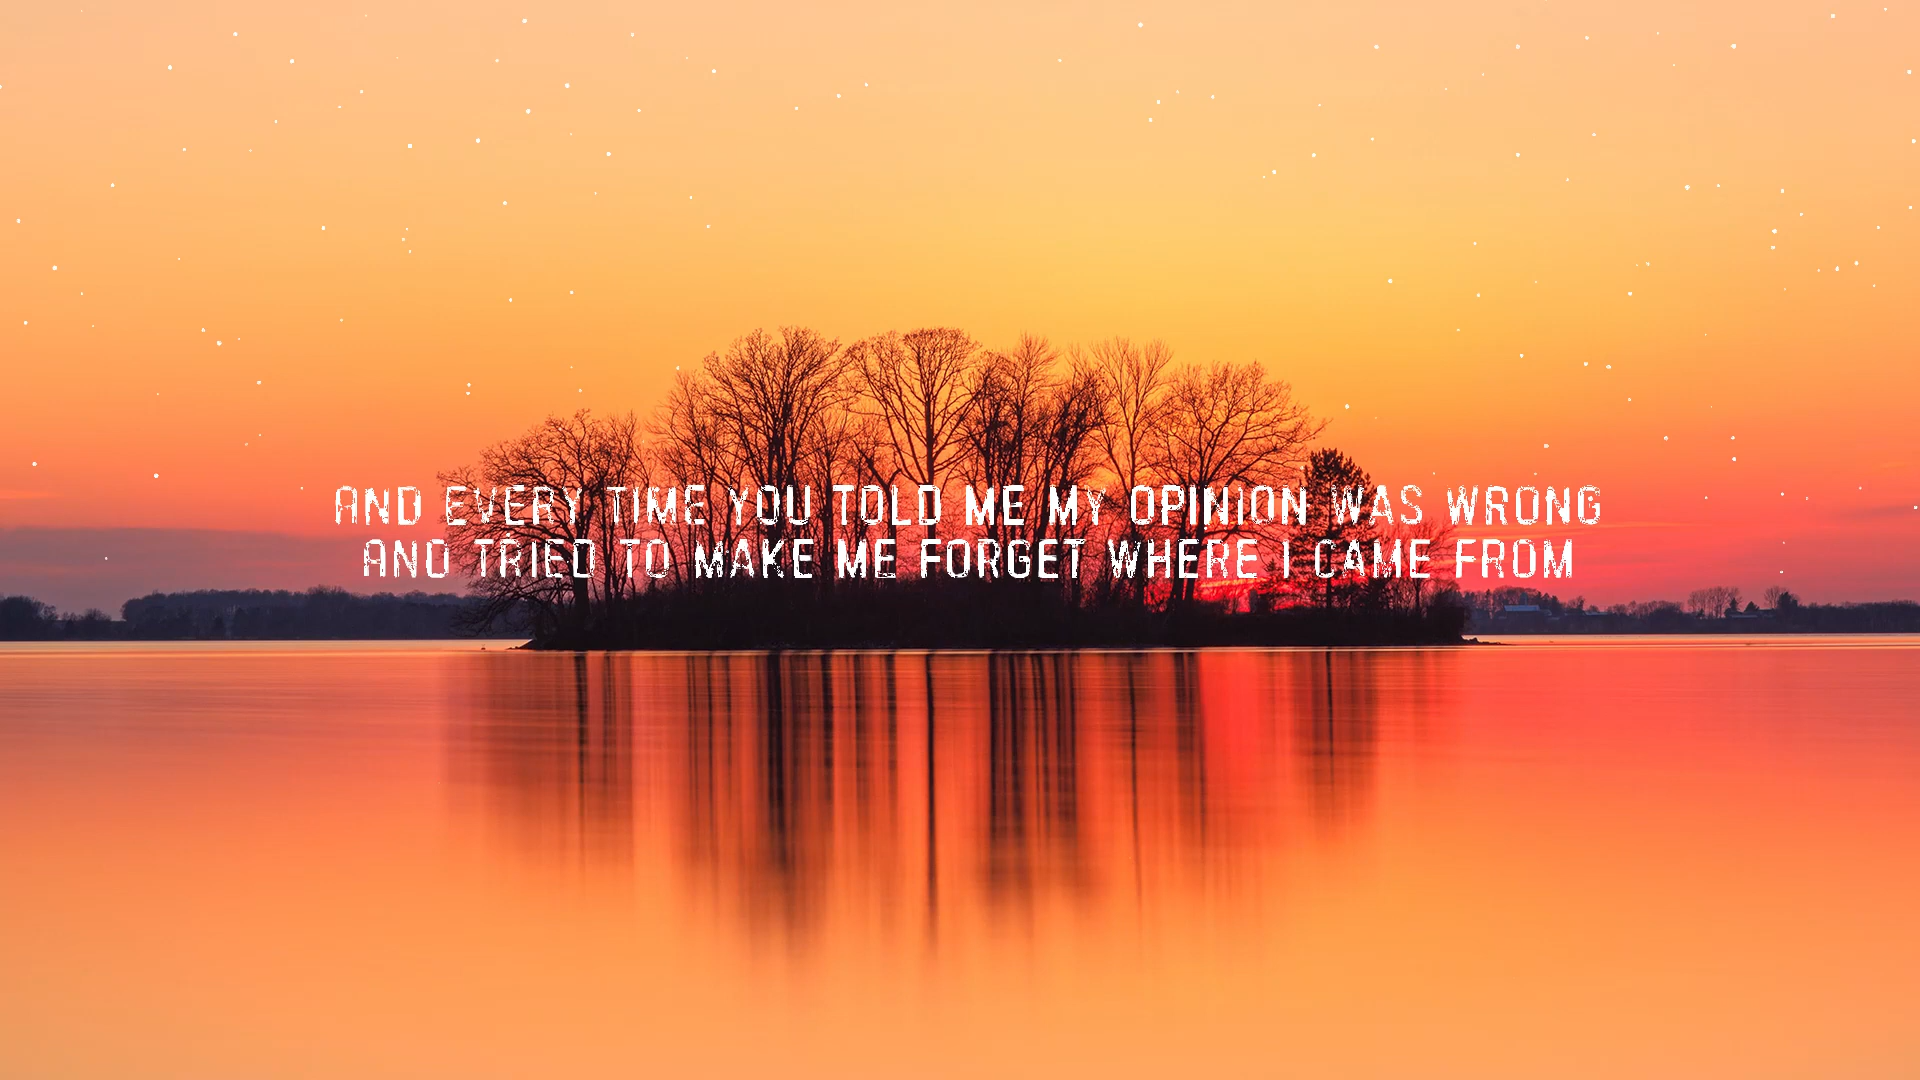 AND EVERY TIME YOU TOLD ME MY OPINION WAS WRONG
AND TRIED TO MAKE ME FORGET WHERE I CAME FROM